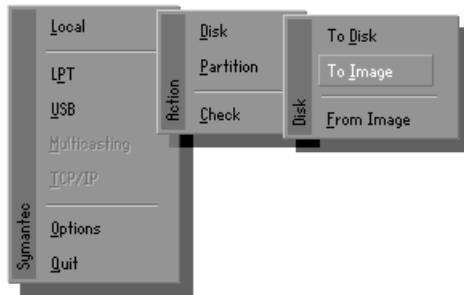 Symantec
Local
LPT
USB
Multicasting
TCP/IP
Options
Quit
Action
Disk
Partition
Check
Disk
To Disk
To Image
From Image